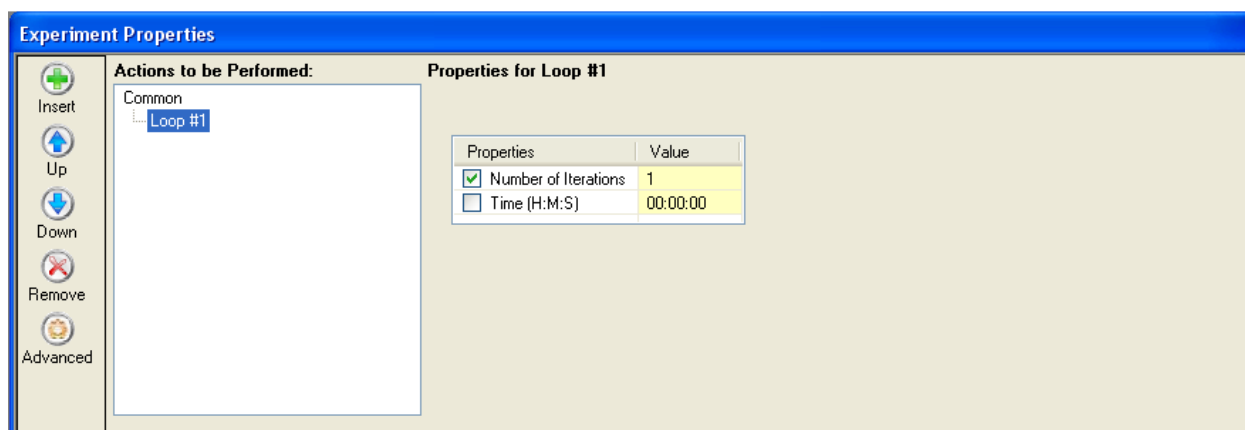 Experiment Properties
Insert
Up
Down
Remove
Advanced
Actions to be Performed:
Common
Loop #1
Properties for Loop #1
Properties Value
Number of Iterations 1
Time (H:M:S) 00:00:00